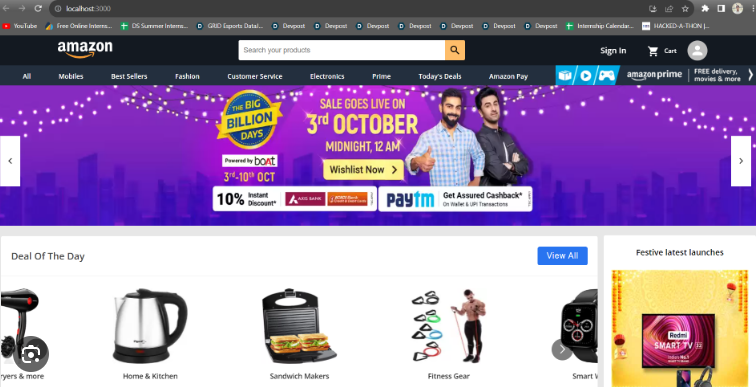 localhost:3000
YouTube
Free Online Interns...
DS Summer Interns...
GRID Esports Datat...
Devpost
Devpost
Devpost
Devpost
Devpost
Devpost
Internship Calendar...
HACKED-A-THON |...
amazon
Search your products
Sign In
Cart
All
Mobiles
Best Sellers
Fashion
Customer Service
Electronics
Prime
Today's Deals
Amazon Pay
amazon prime
FREE delivery,
movies & more
THE BIG
BILLION
DAYS
Powered by boAt
3rd-10th OCT
SALE GOES LIVE ON
3rd OCTOBER
MIDNIGHT, 12 AM
Wishlist Now
10% Instant
Discount*
AXIS BANK
Paytm
Get Assured Cashback*
On Wallet & UPI Transactions
Deal Of The Day
View All
Festive latest launches
ryers & more
Home & Kitchen
Sandwich Makers
Fitness Gear
Smart W
Redmi
SMART TV